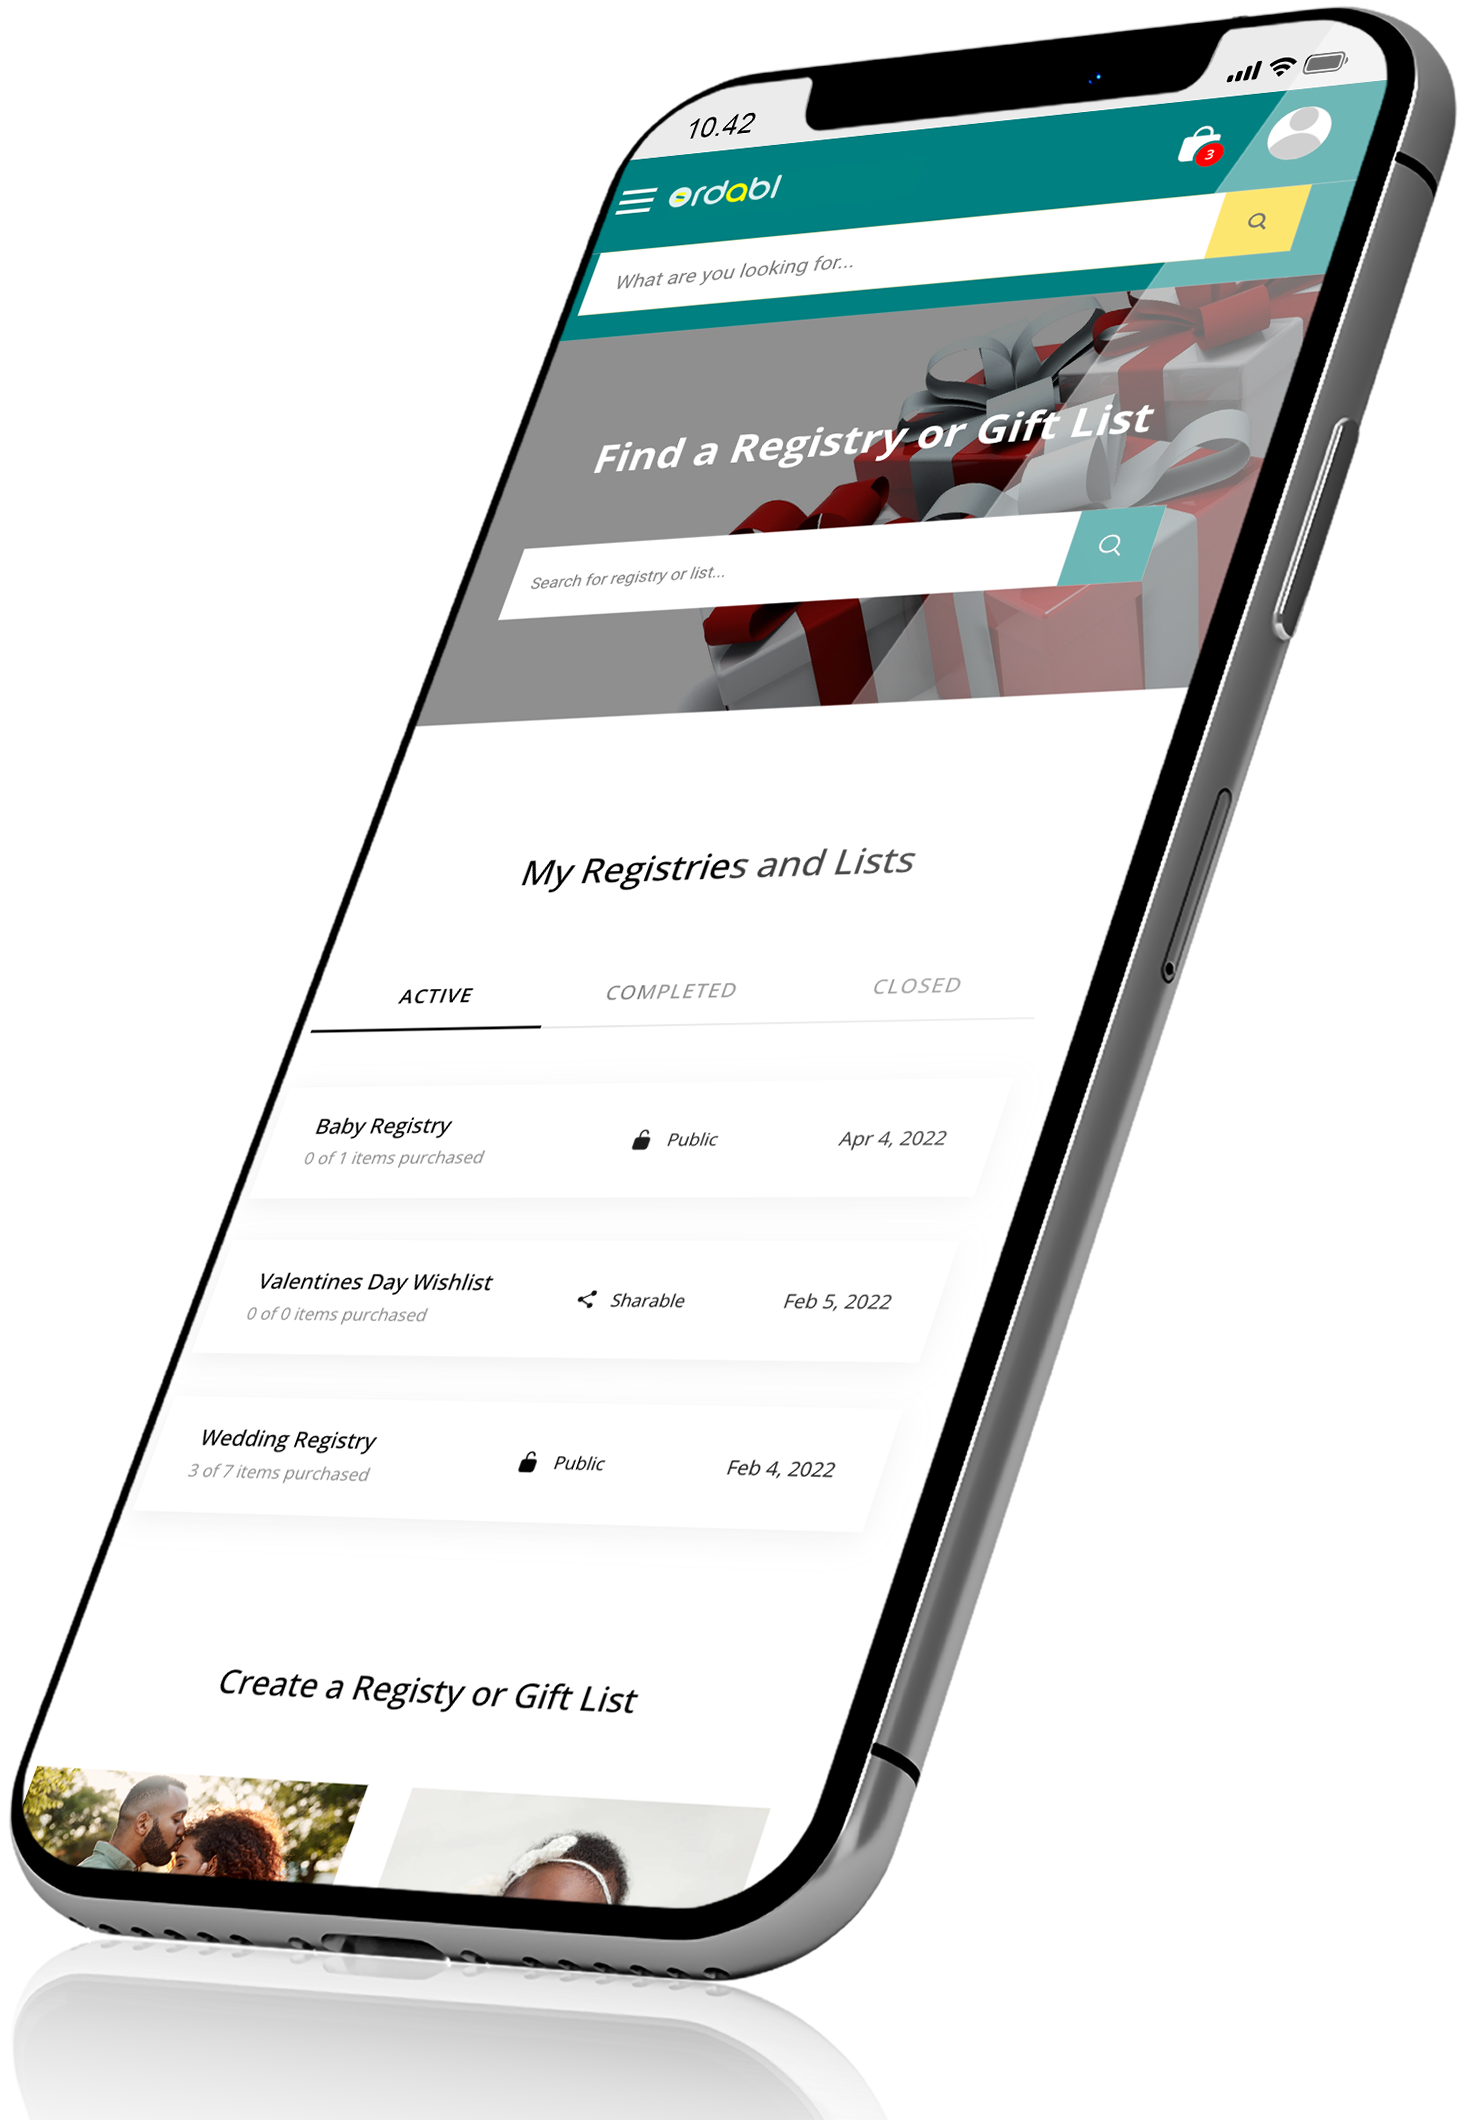 10.42
ordabl
3
What are you looking for...
Find a Registry or Gift List
Search for registry or list...
My Registries and Lists
ACTIVE COMPLETED CLOSED
Baby Registry
0 of 1 items purchased
Public
Apr 4, 2022
Valentines Day Wishlist
0 of 0 items purchased
Sharable
Feb 5, 2022
Wedding Registry
3 of 7 items purchased
Public
Feb 4, 2022
Create a Registy or Gift List